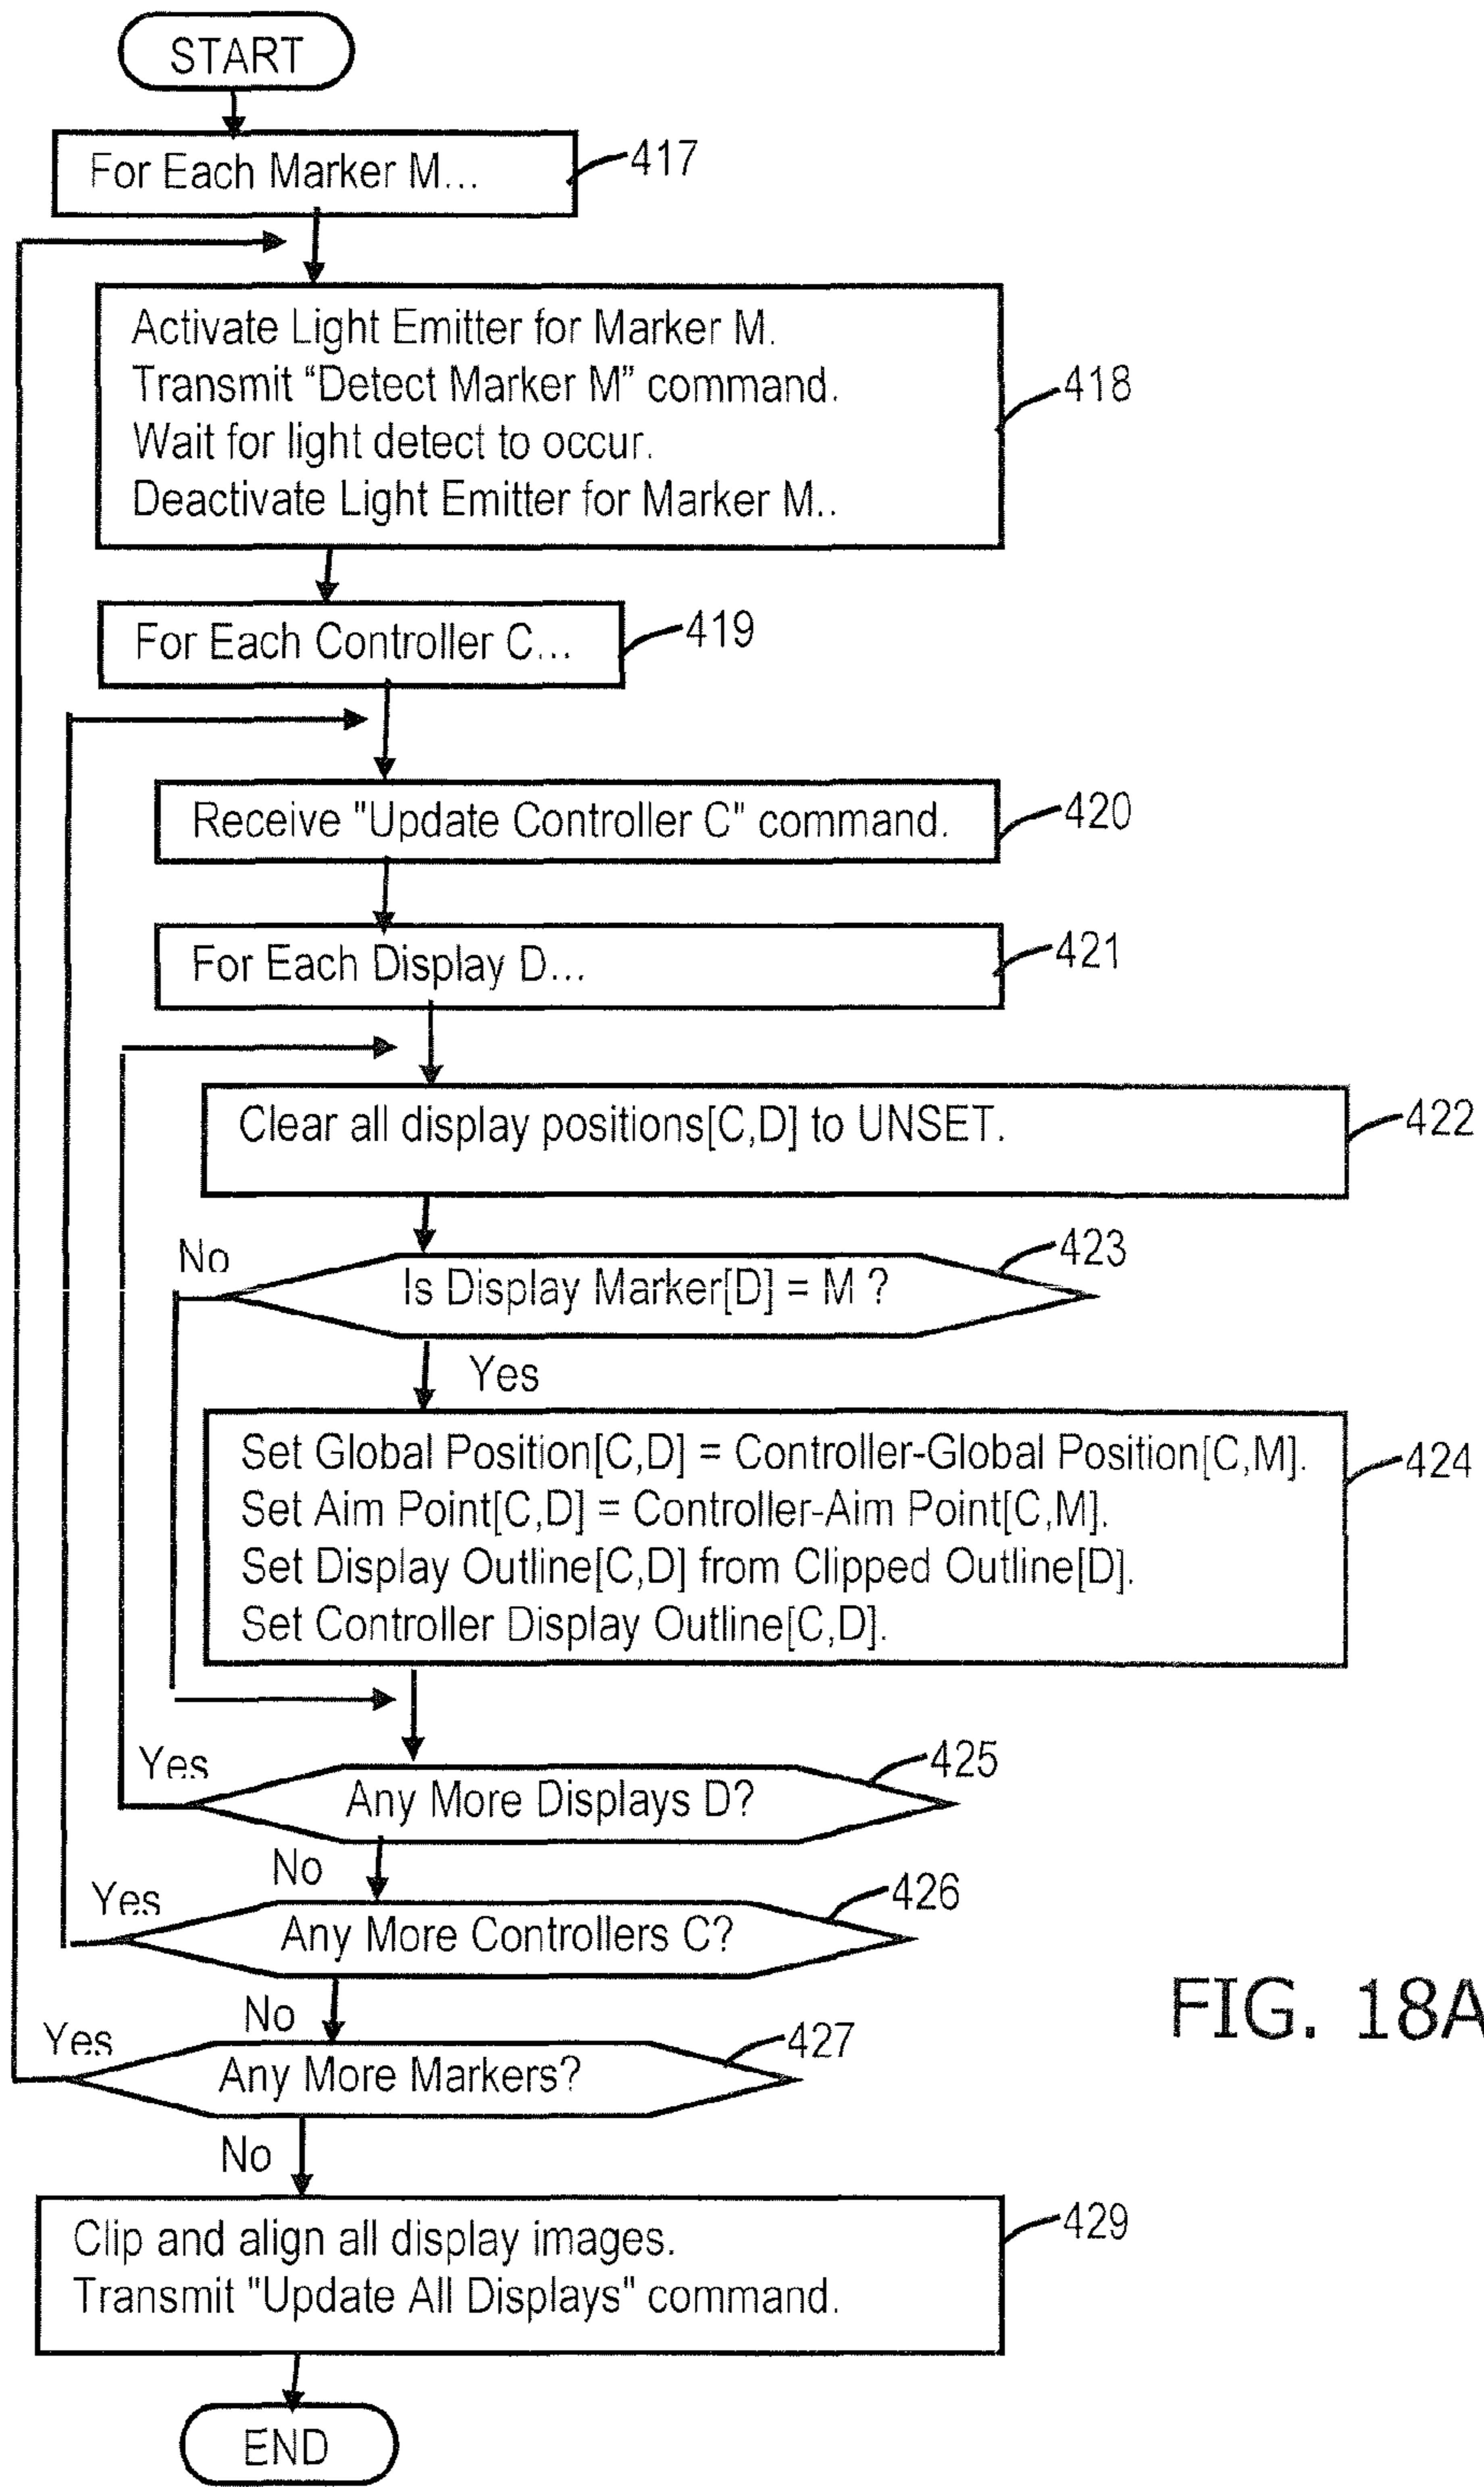 START
For Each Marker M...
417
Activate Light Emitter for Marker M.
Transmit “Detect Marker M” command.
Wait for light detect to occur.
Deactivate Light Emitter for Marker M..
418
For Each Controller C...
419
Receive "Update Controller C" command.
420
For Each Display D...
421
Clear all display positions[C,D] to UNSET.
422
No
Is Display Marker[D] = M ?
423
Yes
Set Global Position[C,D] = Controller-Global Position[C,M].
Set Aim Point[C,D] = Controller-Aim Point[C,M].
Set Display Outline[C,D] from Clipped Outline[D].
Set Controller Display Outline[C,D].
424
Yes
Any More Displays D?
425
No
Yes
Any More Controllers C?
426
No
Yes
Any More Markers?
427
No
FIG. 18A
Clip and align all display images.
Transmit "Update All Displays" command.
429
END